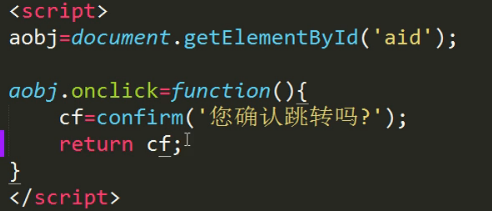 <script>
aobj=document.getElementById('aid');
aobj.onclick=function(){
cf=confirm('您确认跳转吗?');
return cf;
}
</script>